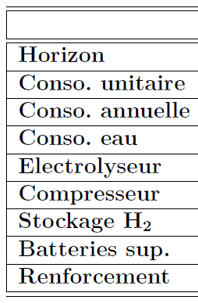 Horizon
Conso. unitaire
Conso. annuelle
Conso. eau
Electrolyseur
Compresseur
Stockage H₂
Batteries sup.
Renforcement